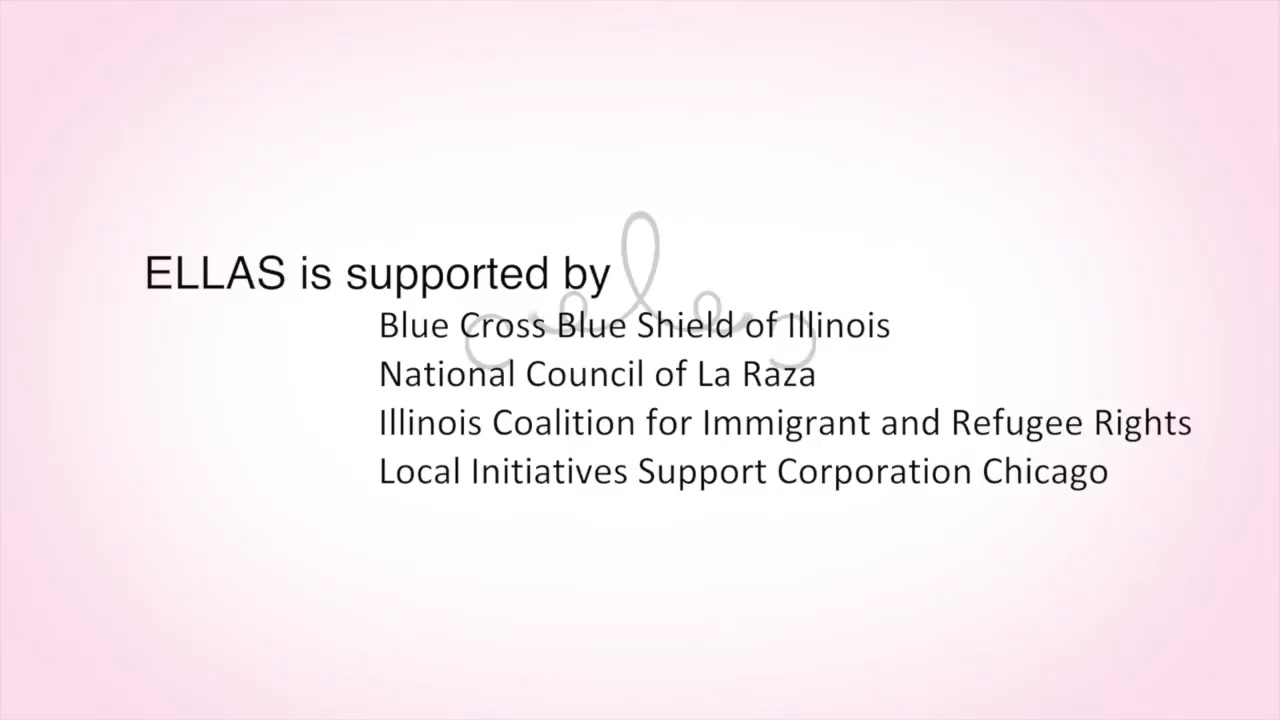 ELLAS is supported by
Blue Cross Blue Shield of Illinois
National Council of La Raza
Illinois Coalition for Immigrant and Refugee Rights
Local Initiatives Support Corporation Chicago